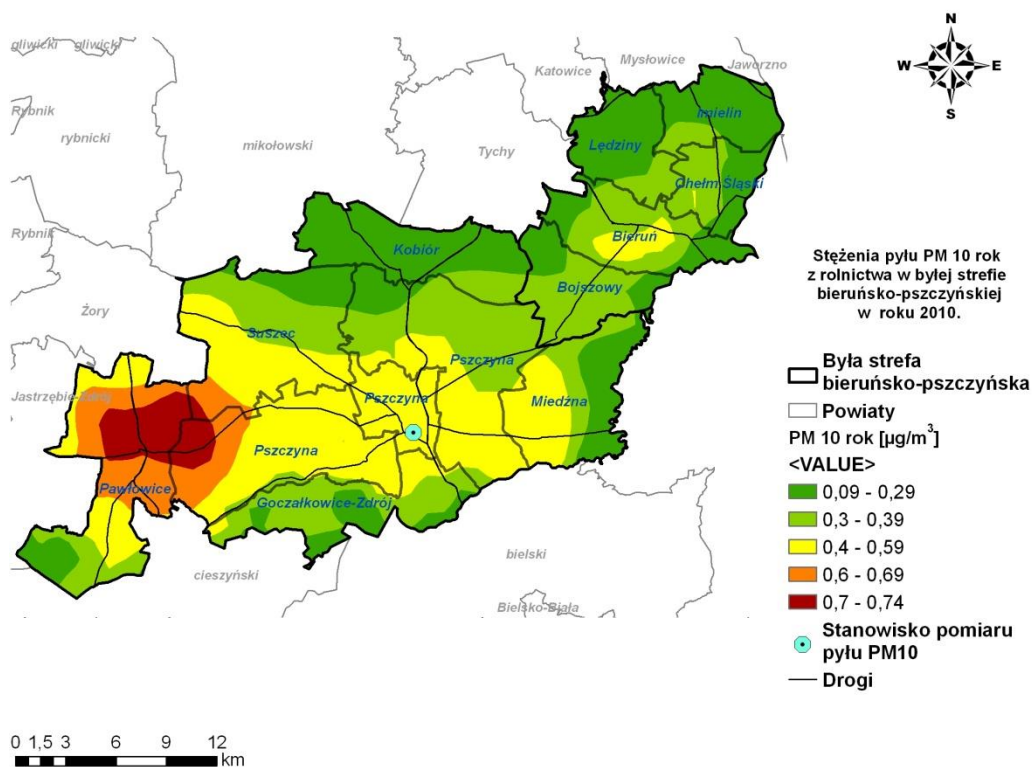 N
W E
S
gliwicki gliwicki
Mysłowice
Katowice
Jaworzno
Rybnik
rybnicki
mikołowski
Tychy
Imielin
Lędziny
Chełm Śląski
Rybnik
Kobiór
Bieruń
Bojszowy
Żory
Suszec
Pszczyna
Pszczyna
Miedźna
Jastrzębie-Zdrój
Pszczyna
Pawłowice
Goczałkowice-Zdrój
cieszyński
bielski
Bielsko-Biała
Stężenia pyłu PM 10 rok
z rolnictwa w byłej strefie
bieruńsko-pszczyńskiej
w roku 2010.
Była strefa
bieruńsko-pszczyńska
Powiaty
PM 10 rok [µg/m³]
<VALUE>
0,09 - 0,29
0,3 - 0,39
0,4 - 0,59
0,6 - 0,69
0,7 - 0,74
Stanowisko pomiaru
pyłu PM10
Drogi
0 1,5 3 6 9 12
km